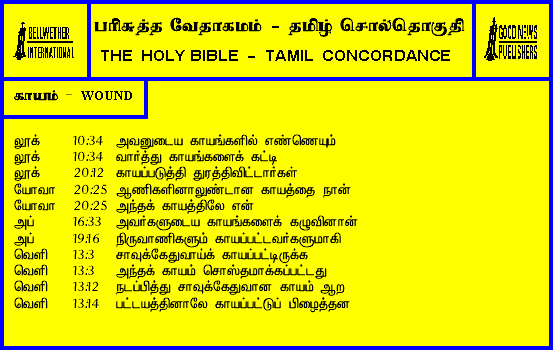 BELLWETHER
INTERNATIONAL
பரிசுத்த வேதாகமம் - தமிழ் சொல்தொகுதி
THE HOLY BIBLE - TAMIL CONCORDANCE
GOOD NEWS
PUBLISHERS
காயம் - WOUND
லூக் 10:34 அவனுடைய காயங்களில் எண்ணெயும்
லூக் 10:34 வார்த்து காயங்களைக் கட்டி
லூக் 20:12 காயப்படுத்தி துரத்திவிட்டார்கள்
யோவா 20:25 ஆணிகளினாலுண்டான காயத்தை நான்
யோவா 20:25 அந்தக் காயத்திலே என்
அப் 16:33 அவர்களுடைய காயங்களைக் கழுவினான்
அப் 19:16 நிருவாணிகளும் காயப்பட்டவர்களுமாகி
வெளி 13:3 சாவுக்கேதுவாய்க் காயப்பட்டிருக்க
வெளி 13:3 அந்தக் காயம் சொஸ்தமாக்கப்பட்டது
வெளி 13:12 நடப்பித்து சாவுக்கேதுவான காயம் ஆற
வெளி 13:14 பட்டயத்தினாலே காயப்பட்டுப் பிழைத்தன